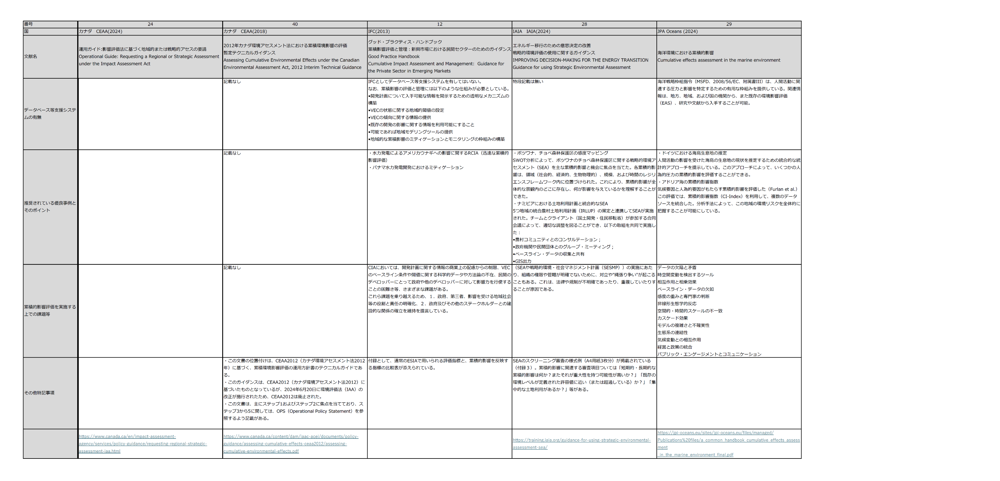 番号
24
40
12
28
29
国
カナダ　CEAA(2024)
カナダ　CEAA(2018)
IFC(2013)
IAIA　IAIA(2024)
JPA Oceans (2024)
文献名
運用ガイド:影響評価法に基づく地域的または戦略的アセスの要請
Operational Guide: Requesting a Regional or Strategic Assessment
under the Impact Assessment Act
2012年カナダ環境アセスメント法における累積環境影響の評価
暫定テクニカルガイダンス
Assessing Cumulative Environmental Effects under the Canadian
Environmental Assessment Act, 2012 Interim Technical Guidance
グッド・プラクティス・ハンドブック
累積影響評価と管理：新興市場における民間セクターのためのガイダンス
Good Practice Handbook
Cumulative Impact Assessment and Management:  Guidance for
the Private Sector in Emerging Markets
エネルギー移行のための意思決定の改善
戦略的環境評価の使用に関するガイダンス
IMPROVING DECISION-MAKING FOR THE ENERGY TRANSITION
Guidance for using Strategic Environmental Assessment
海洋環境における累積的影響
Cumulative effects assessment in the marine environment
データベース等支援システ
ムの有無
記載なし
IFCとしてデータベース等支援システムを有してはいない。
なお、累積影響の評価と管理には以下のような仕組みが必要としている。
•開発計画について入手可能な情報を開示するための透明なメカニズムの
構築
•VECの状態に関する地域的閾値の設定
•VECの傾向に関する情報の提供
•既存の開発の影響に関する情報を利用可能にすること
•可能であれば地域モデリングツールの提供
•地域的な累積影響のミティゲーションとモニタリングの枠組みの構築
特段記載は無い
海洋戦略枠組指令（MSFD、2008/56/EC、附属書III）は、人間活動に関
連する圧力と影響を特定するための有用な枠組みを提供している。関連情
報は、地方、地域、および国の機関から、また既存の環境影響評価
（EAS）、研究や文献から入手することが可能。
推奨されている優良事例と
そのポイント
記載なし
・水力発電によるアメリカウナギへの影響に関するRCIA（迅速な累積的
影響評価）
・パナマ水力発電開発におけるミティゲーション
・ボツワナ、チョベ森林保護区の感度マッピング
SWOT分析によって、ボツワナのチョベ森林保護区に関する戦略的環境ア
セスメント（SEA）を主な累積的影響と機会に焦点を当てた。各累積的影
響は、領域（社会的、経済的、生物物理的）、規模、および時間のレジリ
エンスフレームワーク内に位置づけられた。これにより、累積的影響が全
体的な景観内のどこに存在し、何が影響を与えているかを理解することが
できた。
・ナミビアにおける土地利用計画と統合的なSEA
5つ地域の統合農村土地利用計画（IRLUP）の策定と連携してSEAが実施
された。チームとクライアント（国土開発・住民移転省）が参加する合同
会議によって、適切な調整を図ることができ、以下の取組を共同で実施し
た：
•農村コミュニティとのコンサルテーション；
•政府機関や民間団体とのグループ・ミーティング；
•ベースライン・データの収集と共有
•GIS出力
・ドイツにおける海鳥生息地の推定
人間活動の影響を受けた海鳥の生息地の現状を推定するための統合的な統
計的アプローチを提示している。このアプローチによって、いくつかの人
為的圧力の累積的影響を評価することができる。
・アドリア海の累積的影響指数
気候要因と人為的要因がもたらす累積的影響を評価した（Furlan et al.）
この評価では、累積的影響指数（CI-Index）を利用して、複数のデータ
ソースを統合した。分析手法によって、この地域の環境リスクを全体的に
把握することが可能にしている。
累積的影響評価を実施する
上での課題等
記載なし
CIAにおいては、開発計画に関する情報の商業上の配慮からの制限、VEC
のベースライン条件や閾値に関する科学的データや方法論の不在、民間の
デベロッパーにとって政府や他のデベロッパーに対して影響力を行使する
ことの困難さ等、さまざまな課題がある。
これら課題を乗り越えるため、１．政府、第三者、影響を受ける地域社会
等の役割と責任の明確化、２．政府及びその他のステークホルダーとの建
設的な関係の確立を維持を提言している。
（SEAや戦略的環境・社会マネジメント計画（SESMP））の実施にあた
り、組織の権限や管轄が明確でないために、対立や"縄張り争い"が起こる
こともある。これは、法律や規制が不明確であったり、重複していたりす
ることが原因である。
データの欠陥と矛盾
時空間変動を検出するツール
相互作用と相乗効果
ベースライン・データの欠如
感度の重みと専門家の判断
非線形生態学的反応
空間的・時間的スケールの不一致
カスケード効果
モデルの複雑さと不確実性
生態系の連結性
気候変動との相互作用
経営と政策の統合
パブリック・エンゲージメントとコミュニケーション
その他特記事項
・この文書の位置付けは、CEAA2012（カナダ環境アセスメント法2012
年）に基づく、累積環境影響評価の運用方針書のテクニカルガイドであ
る。
・このガイダンスは、CEAA2012（カナダ環境アセスメント法2012）に
基づいたものとなっているが、2024年6月20日に環境評価法（IAA）の
改正が施行されたため、CEAA2012は廃止された。
・この文書は、主にステップ1およびステップ2に焦点を当てており、ス
テップ3から5に関しては、OPS（Operational Policy Statement）を参
照するよう記載がある。
付録として、通常のESIAで用いられる評価指標と、累積的影響を反映す
る指標の比較表が添えられている。
SEAのスクリーニング審査の様式例（A4用紙3枚分）が掲載されている
（付録３）。累積的影響に関連する審査項目ついては「短期的・長期的な
累積的影響は何か？またそれが重大性を持つ可能性が高いか？」「既存の
環境レベルが定義された許容値に近い（または超過している）か？」「集
中的な土地利用があるか？」等がある。
https://www.canada.ca/en/impact-assessment-
agency/services/policy-guidance/requesting-regional-strategic-
assessment-iaa.html
https://www.canada.ca/content/dam/iaac-acei/documents/policy-
guidance/assessing-cumulative-effects-ceaa2012/assessing-
cumulative-environmental-effects.pdf
https://training.iaia.org/guidance-for-using-strategic-environmental-
assessment-sea/
https://jpi-oceans.eu/sites/jpi-oceans.eu/files/managed/
Publications%20files/a_common_handbook_cumulative_effects_assess
ment
_in_the_marine_environment_final.pdf